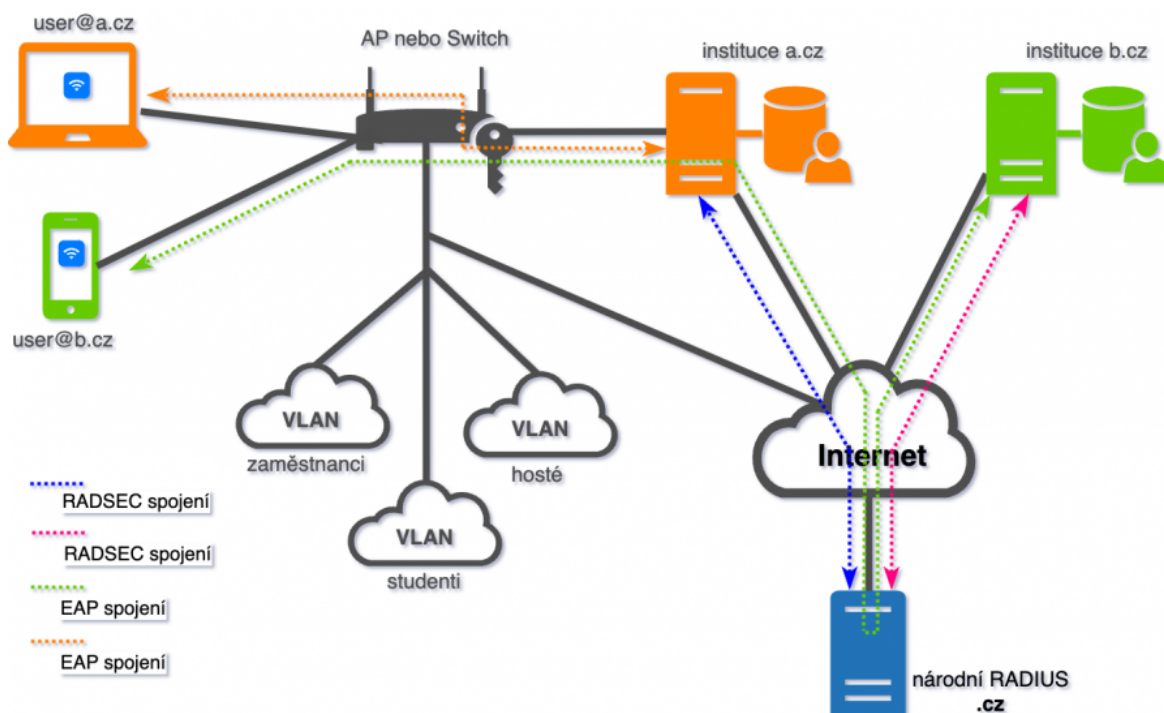 user@a.cz
AP nebo Switch
instituce a.cz
instituce b.cz
user@b.cz
VLAN
zaměstnanci
VLAN
hosté
VLAN
studenti
Internet
RADSEC spojení
RADSEC spojení
EAP spojení
EAP spojení
národní RADIUS
.cz